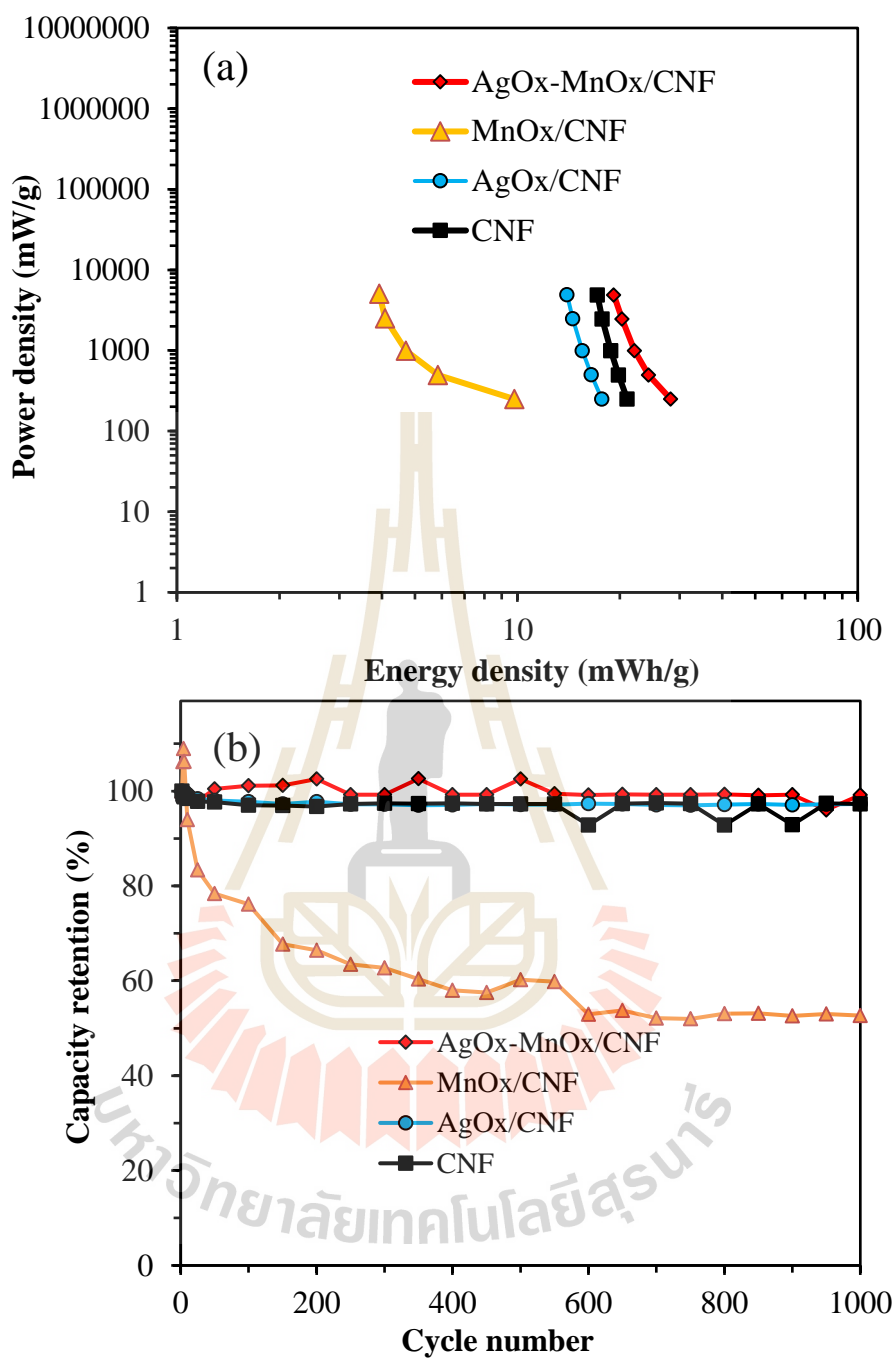 (a)
AgOx-MnOx/CNF
MnOx/CNF
AgOx/CNF
CNF
10000000
1000000
100000
10000
1000
100
10
1
Power density (mW/g)
1
10
100
Energy density (mWh/g)
(b)
100
80
60
40
20
0
Capacity retention (%)
AgOx-MnOx/CNF
MnOx/CNF
AgOx/CNF
CNF
มหาวิทยาลัยเทคโนโลยีสุรนารี
0
200
400
600
800
1000
Cycle number